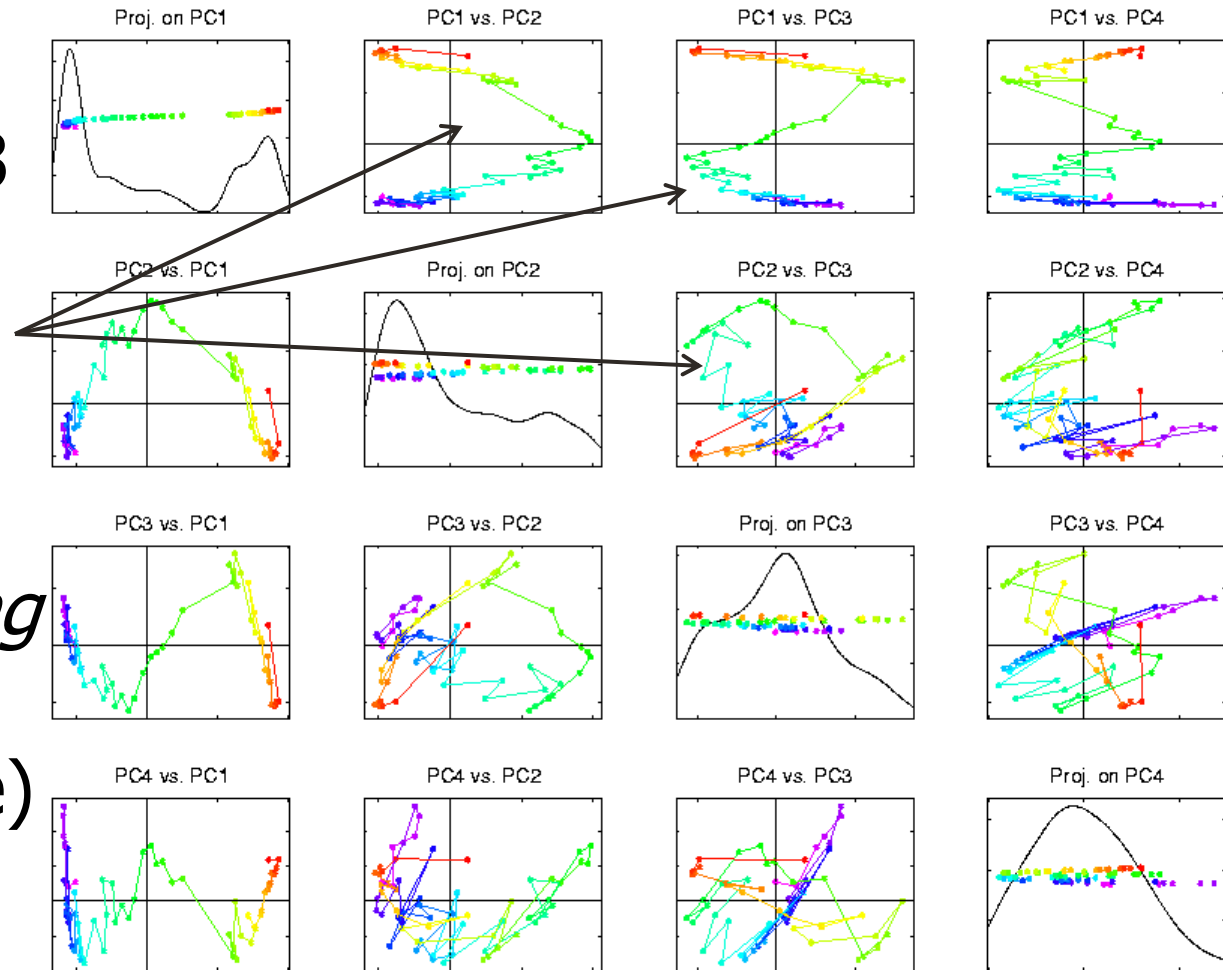 Proj. on PC1 PC1 vs. PC2 PC1 vs. PC3 PC1 vs. PC4
3
PC2 vs. PC1 Proj. on PC2 PC2 vs. PC3 PC2 vs. PC4
PC3 vs. PC1 PC3 vs. PC2 Proj. on PC3 PC3 vs. PC4
g
PC4 vs. PC1 PC4 vs. PC2 PC4 vs. PC3 Proj. on PC4
e)